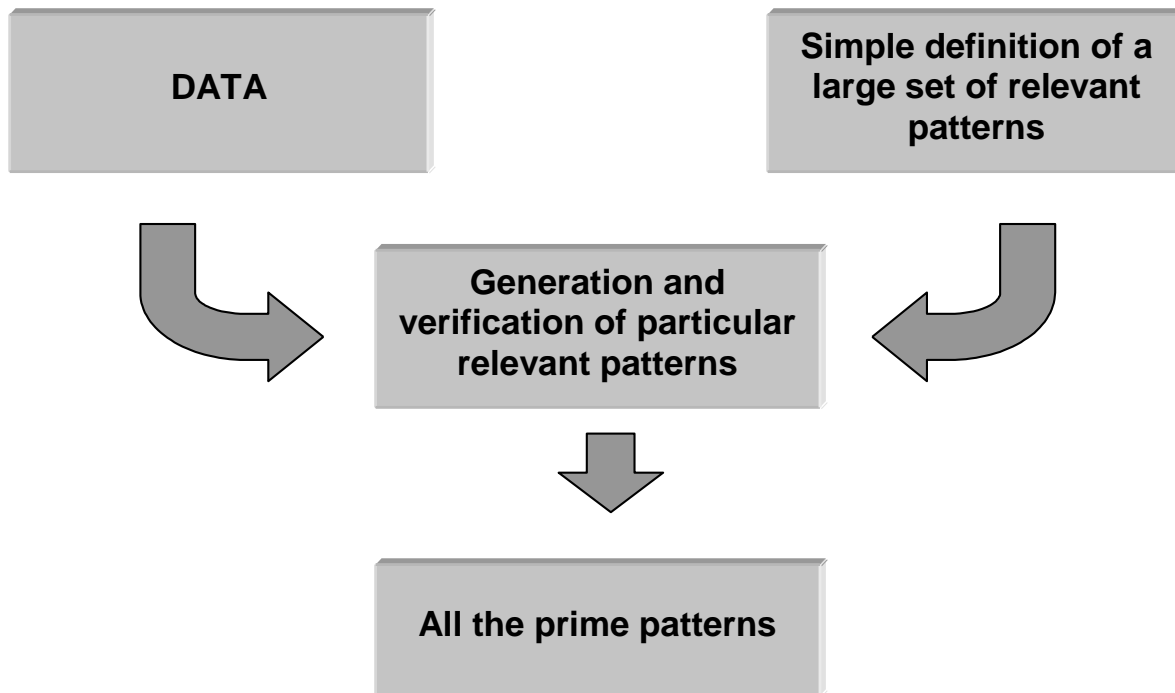 DATA
Simple definition of a
large set of relevant
patterns
Generation and
verification of particular
relevant patterns
All the prime patterns